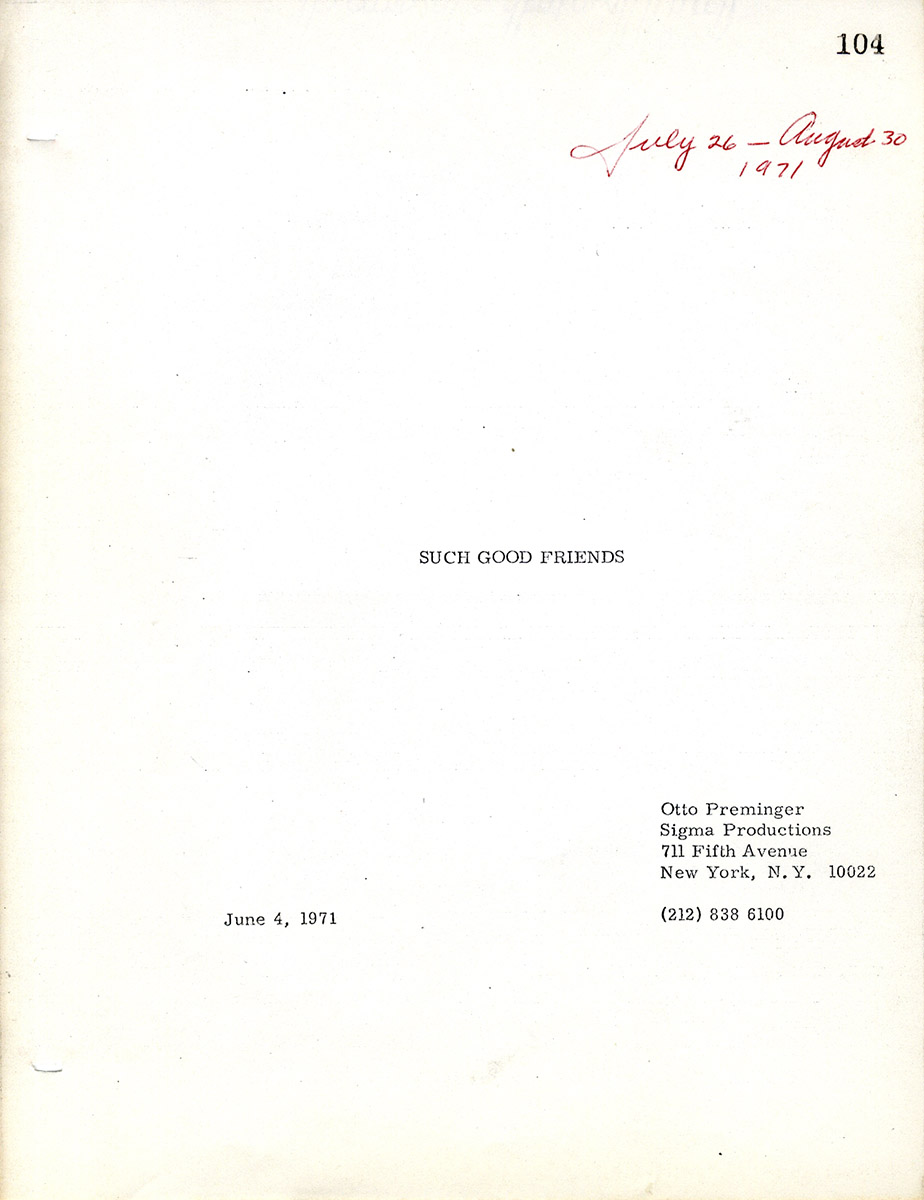 104
July 26 — August 30
1971
SUCH GOOD FRIENDS
Otto Preminger
Sigma Productions
711 Fifth Avenue
New York, N.Y. 10022
June 4, 1971
(212) 838 6100